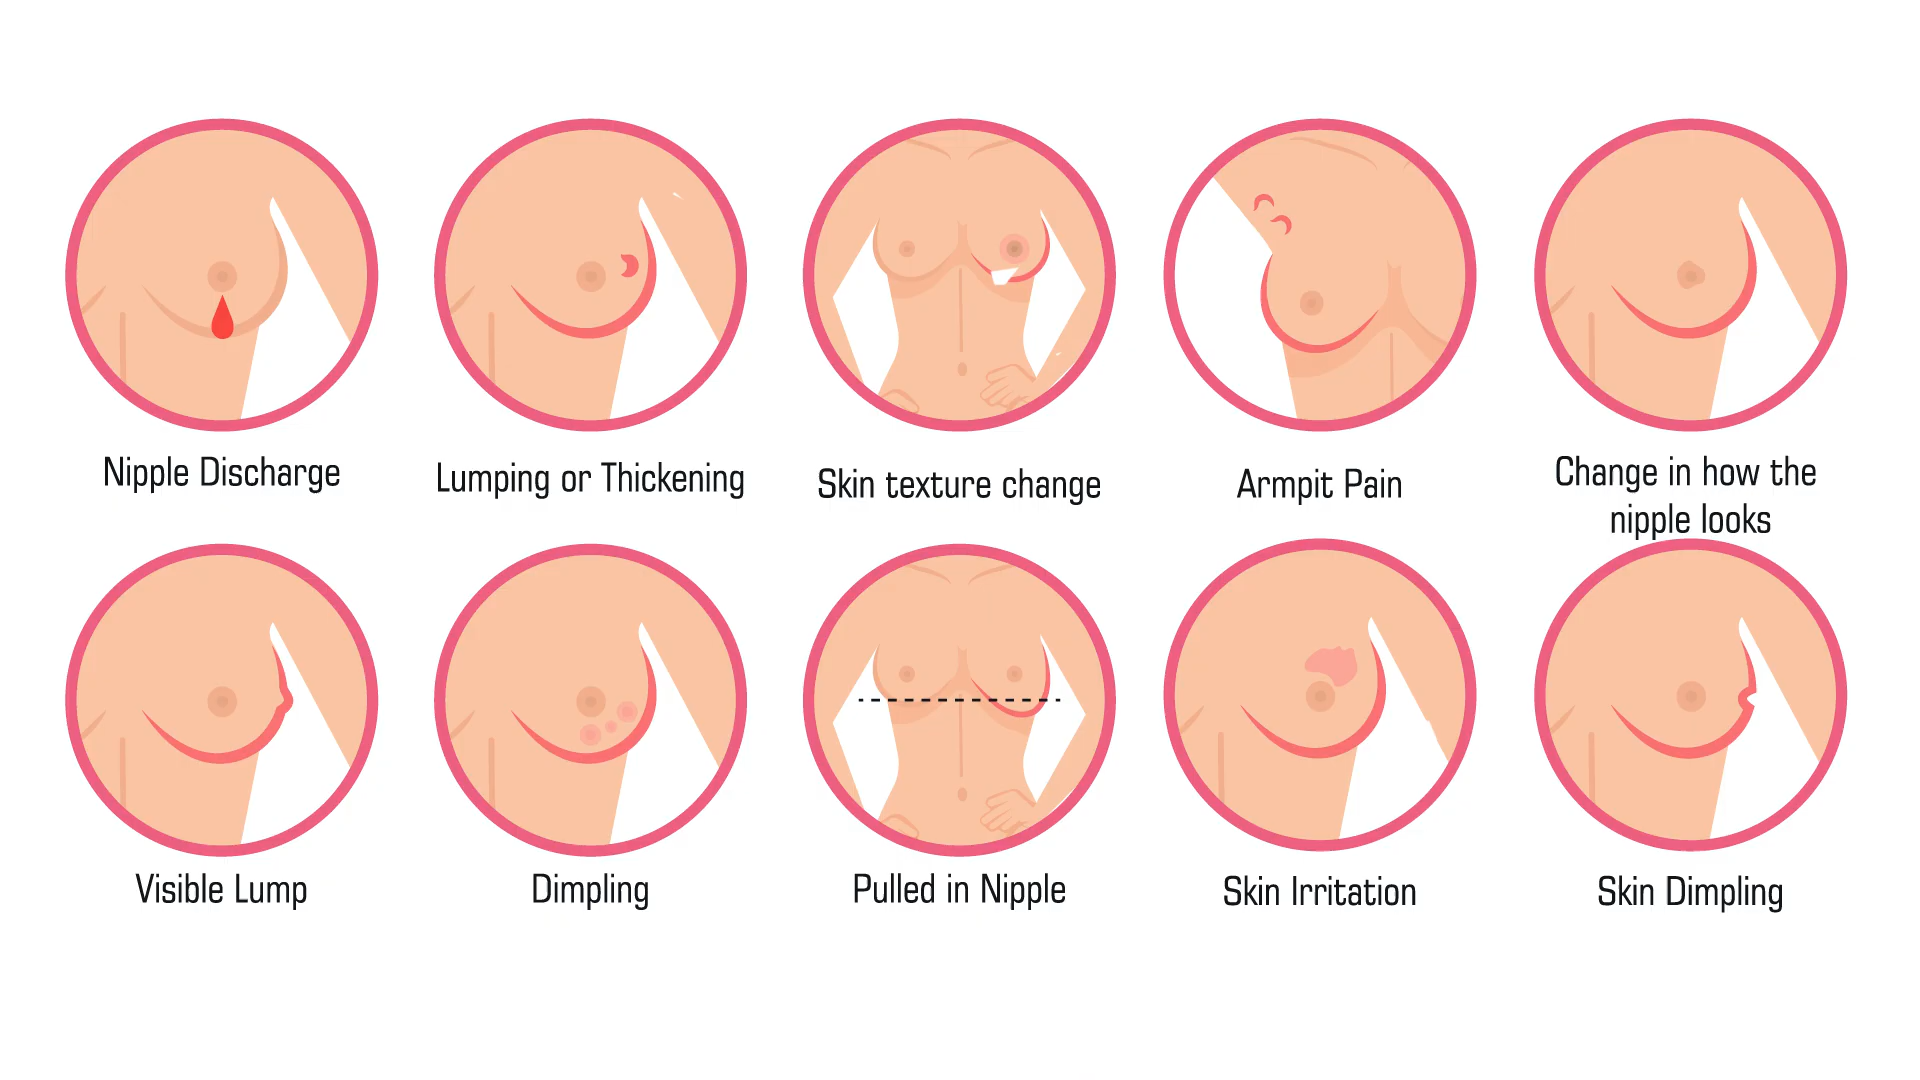 Nipple Discharge
Lumping or Thickening
Skin texture change
Armpit Pain
Change in how the
nipple looks
Visible Lump
Dimpling
Pulled in Nipple
Skin Irritation
Skin Dimpling